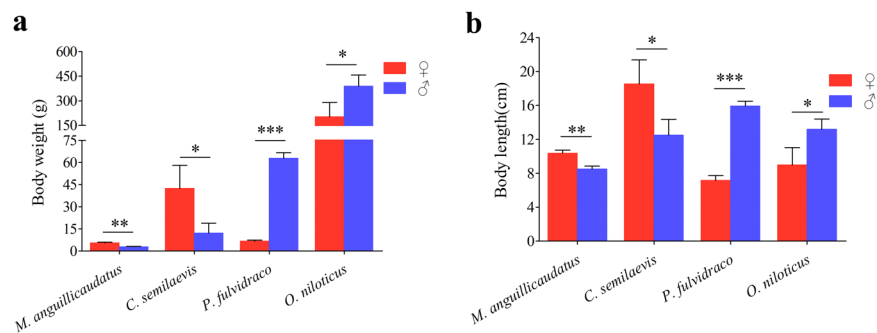 a
Body weight (g)
600
450
300
150
75
60
45
30
15
0
**
*
***
*
♀
♂
M. anguillicaudatus
C. semilaevis
P. fulvidraco
O. niloticus
b
Body length(cm)
24
20
16
12
8
4
0
**
*
***
*
♀
♂
M. anguillicaudatus
C. semilaevis
P. fulvidraco
O. niloticus